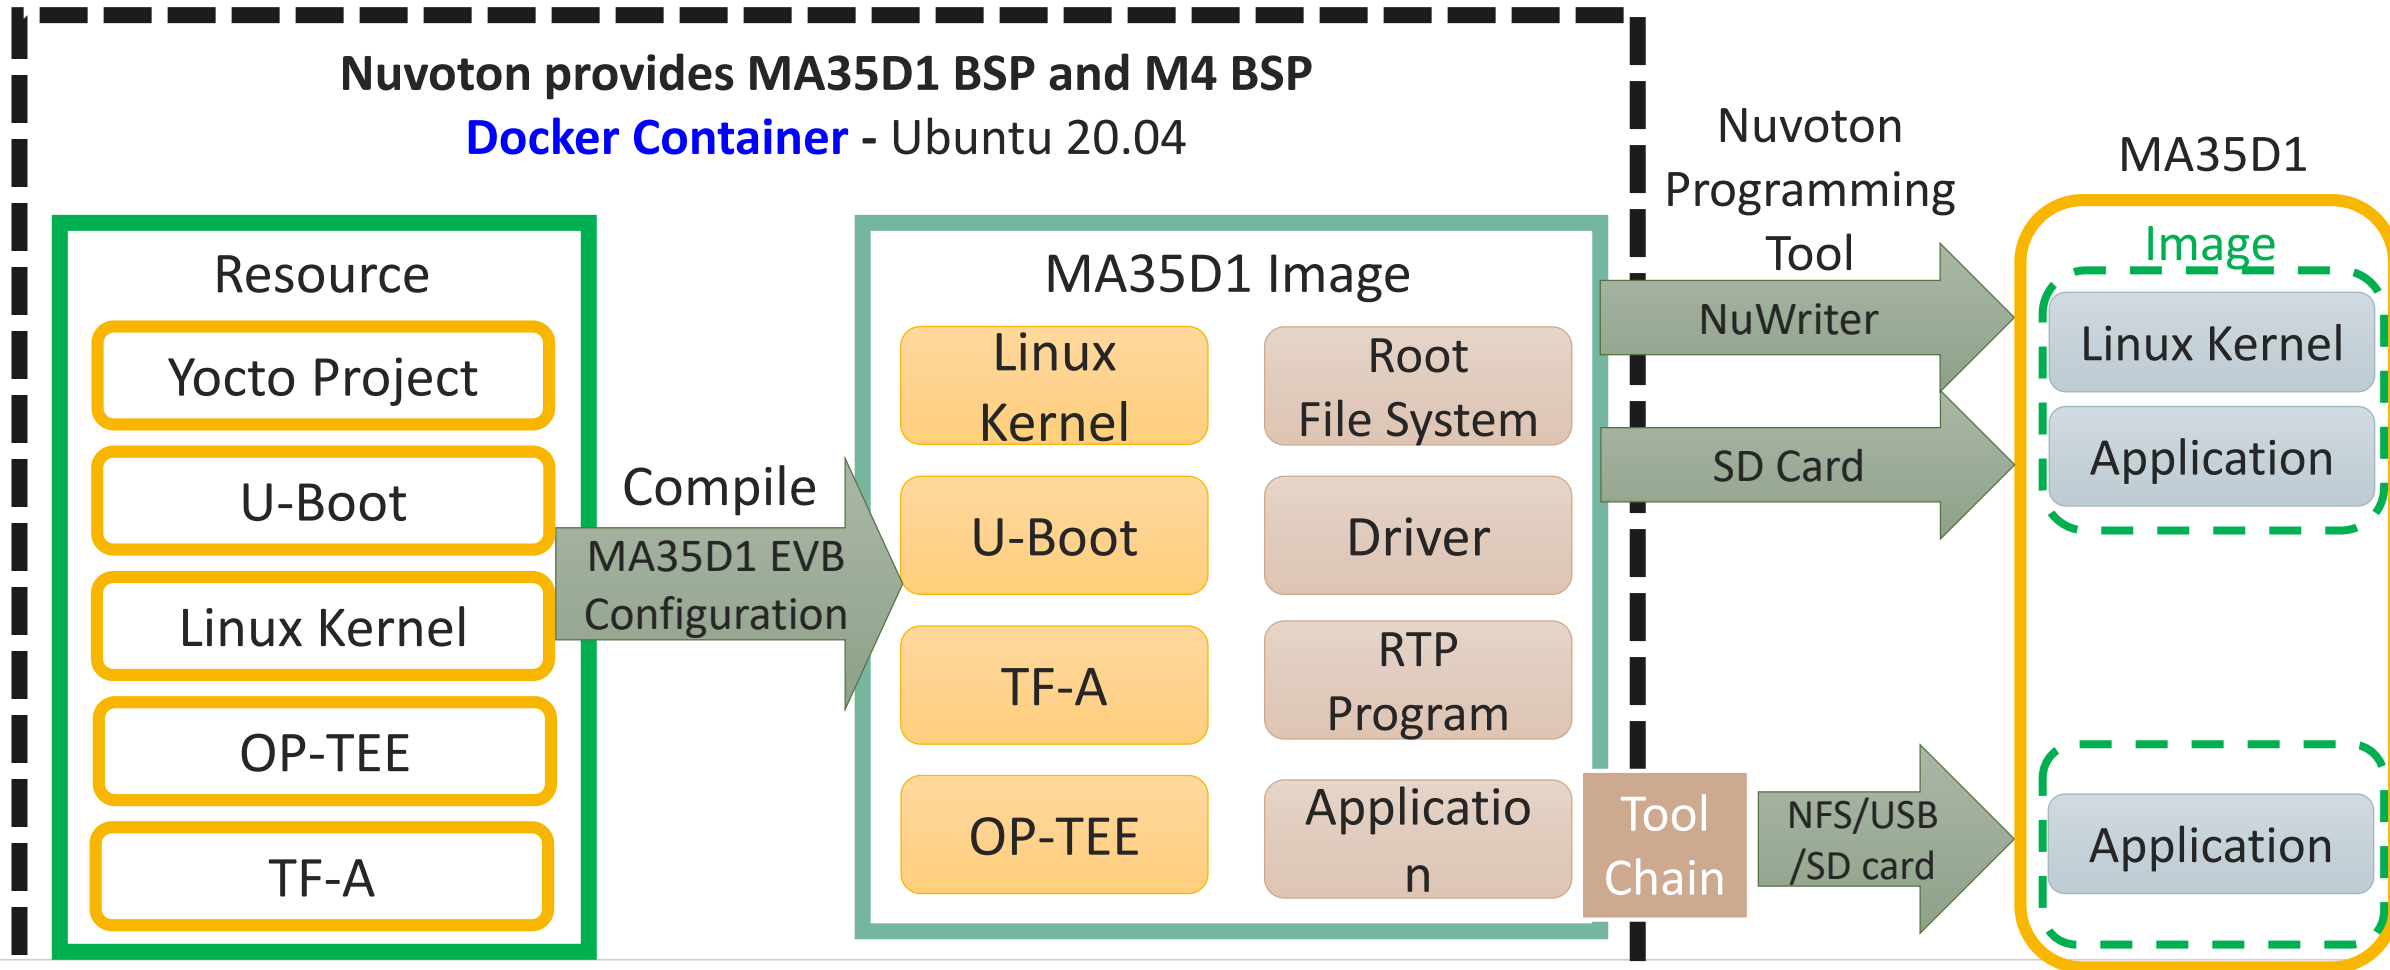 Nuvoton provides MA35D1 BSP and M4 BSP
Docker Container - Ubuntu 20.04
Resource
Yocto Project
U-Boot
Linux Kernel
OP-TEE
TF-A
Compile
MA35D1 EVB
Configuration
MA35D1 Image
Linux
Kernel
U-Boot
TF-A
OP-TEE
Root
File System
Driver
RTP
Program
Applicatio
n
Tool
Chain
Nuvoton
Programming
Tool
NuWriter
SD Card
NFS/USB
/SD card
MA35D1
Image
Linux Kernel
Application
Application